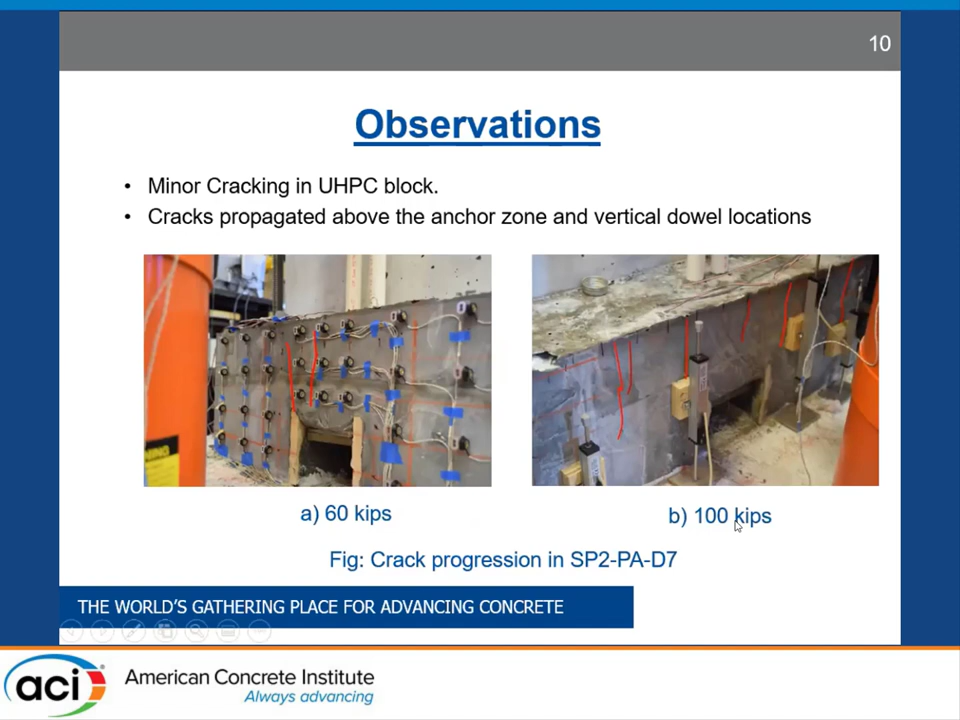 10
Observations
• Minor Cracking in UHPC block.
• Cracks propagated above the anchor zone and vertical dowel locations
a) 60 kips
b) 100 kips
Fig: Crack progression in SP2-PA-D7
THE WORLD'S GATHERING PLACE FOR ADVANCING CONCRETE
aci
American Concrete Institute
Always advancing